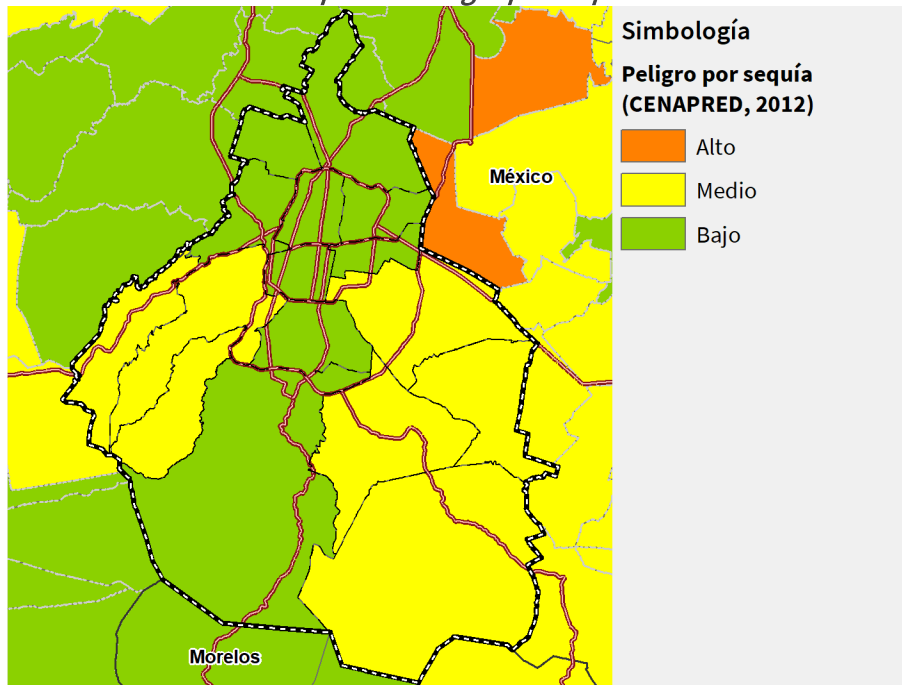 Simbología
Peligro por sequía
(CENAPRED, 2012)
Alto
Medio
Bajo
México
Morelos